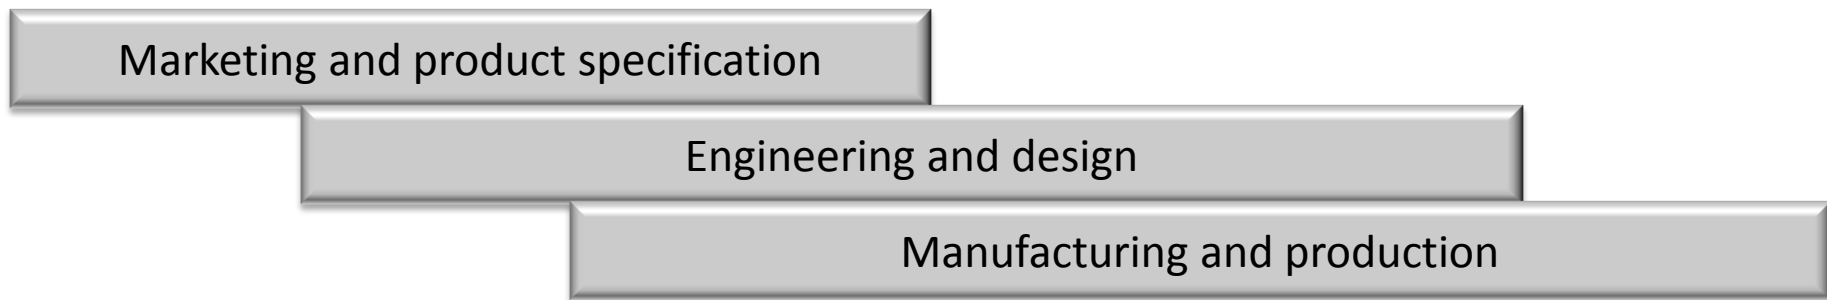 Marketing and product specification
Engineering and design
Manufacturing and production